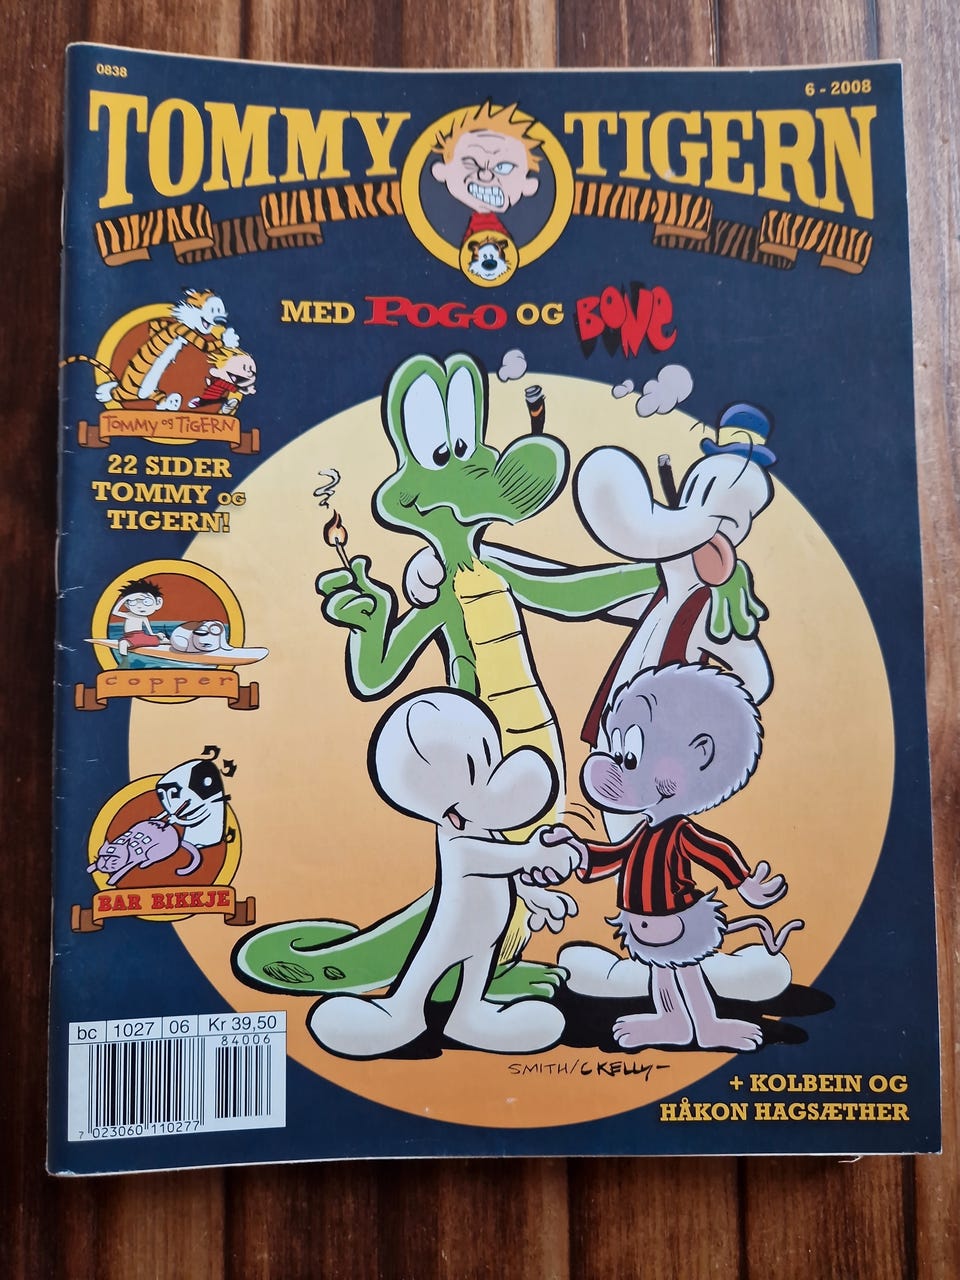 0838
6 - 2008
TOMMY TIGERN
MED POGO OG BONE
TOMMY og TIGERN
22 SIDER
TOMMY OG
TIGERN!
copper
BAR BIKKJE
bc 1027 06 Kr 39,50
84006
7 023060 110277
SMITH/CKELLY-
+ KOLBEIN OG
HÅKON HAGSÆTHER